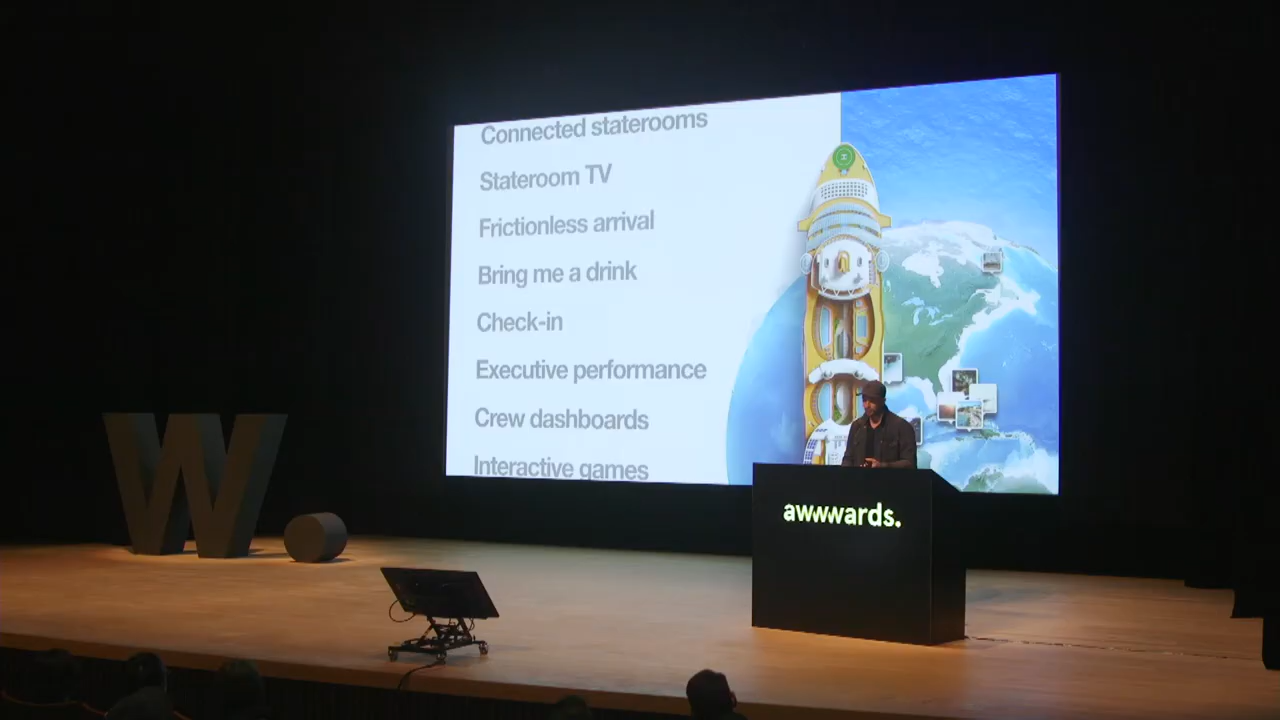 Connected staterooms
Stateroom TV
Frictionless arrival
Bring me a drink
Check-in
Executive performance
Crew dashboards
Interactive games
W.
awwwards.